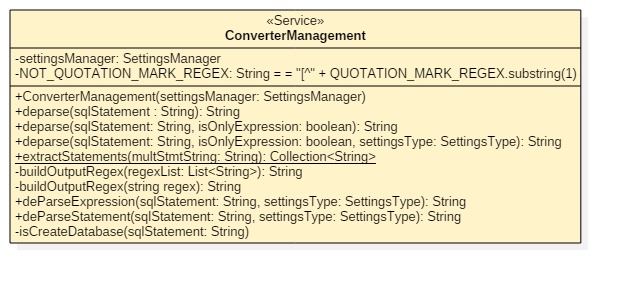 «Service»
ConverterManagement
-settingsManager: SettingsManager
-NOT_QUOTATION_MARK_REGEX: String = = "[^" + QUOTATION_MARK_REGEX.substring(1)
+ConverterManagement(settingsManager: SettingsManager)
+deparse(sqlStatement : String): String
+deparse(sqlStatement: String, isOnlyExpression: boolean): String
+deparse(sqlStatement: String, isOnlyExpression: boolean, settingsType: SettingsType): String
+extractStatements(multStmtString: String): Collection<String>
-buildOutputRegex(regexList: List<String>): String
-buildOutputRegex(string regex): String
+deParseExpression(sqlStatement: String, settingsType: SettingsType): String
+deParseStatement(sqlStatement: String, settingsType: SettingsType): String
-isCreateDatabase(sqlStatement: String)